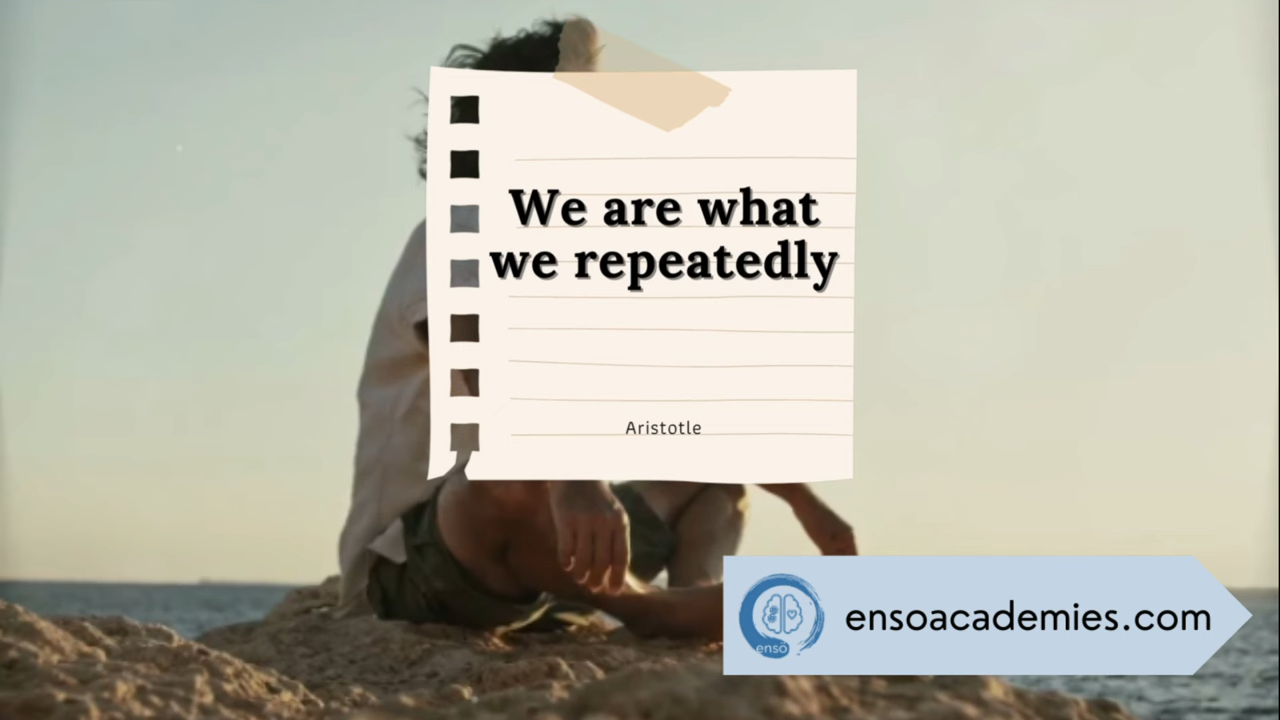 We are what
we repeatedly
Aristotle
enso
ensoacademies.com